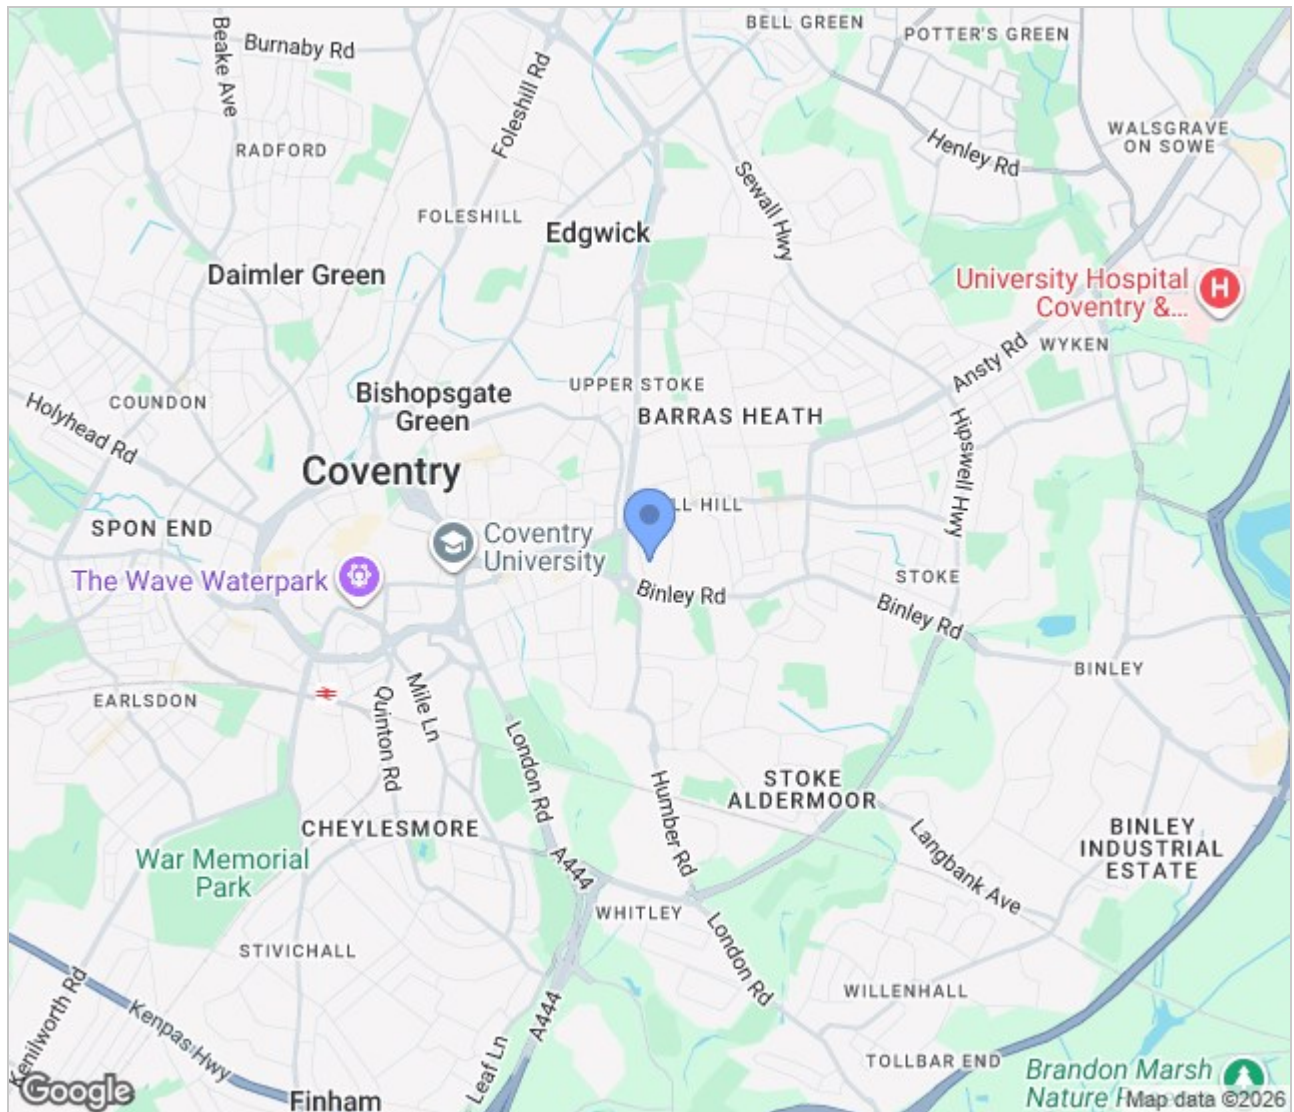 BELL GREEN
POTTER'S GREEN
Burnaby Rd
Beake Ave
Foleshill Rd
WALSGRAVE
ON SOWE
Henley Rd
RADFORD
Sewall Hwy
FOLESHILL
Edgwick
Daimler Green
University Hospital
Coventry &...
H
WYKEN
Ansty Rd
UPPER STOKE
Bishopsgate
Green
BARRAS HEATH
COUNDON
Holyhead Rd
Hipswell Hwy
Coventry
HILL
SPON END
Coventry
University
The Wave Waterpark
STOKE
Binley Rd
Binley Rd
BINLEY
EARLSDON
Mile Ln
Quinton Rd
London Rd
Humber Rd
STOKE
ALDERMOOR
CHEYLESMORE
Langbank Ave
BINLEY
INDUSTRIAL
ESTATE
War Memorial
Park
A444
WHITLEY
London Rd
STIVICHALL
WILLENHALL
Kenilworth Rd
Kenpas Hwy
A444
Leaf Ln
TOLLBAR END
Brandon Marsh
Nature
Google
Finham
Map data ©2026